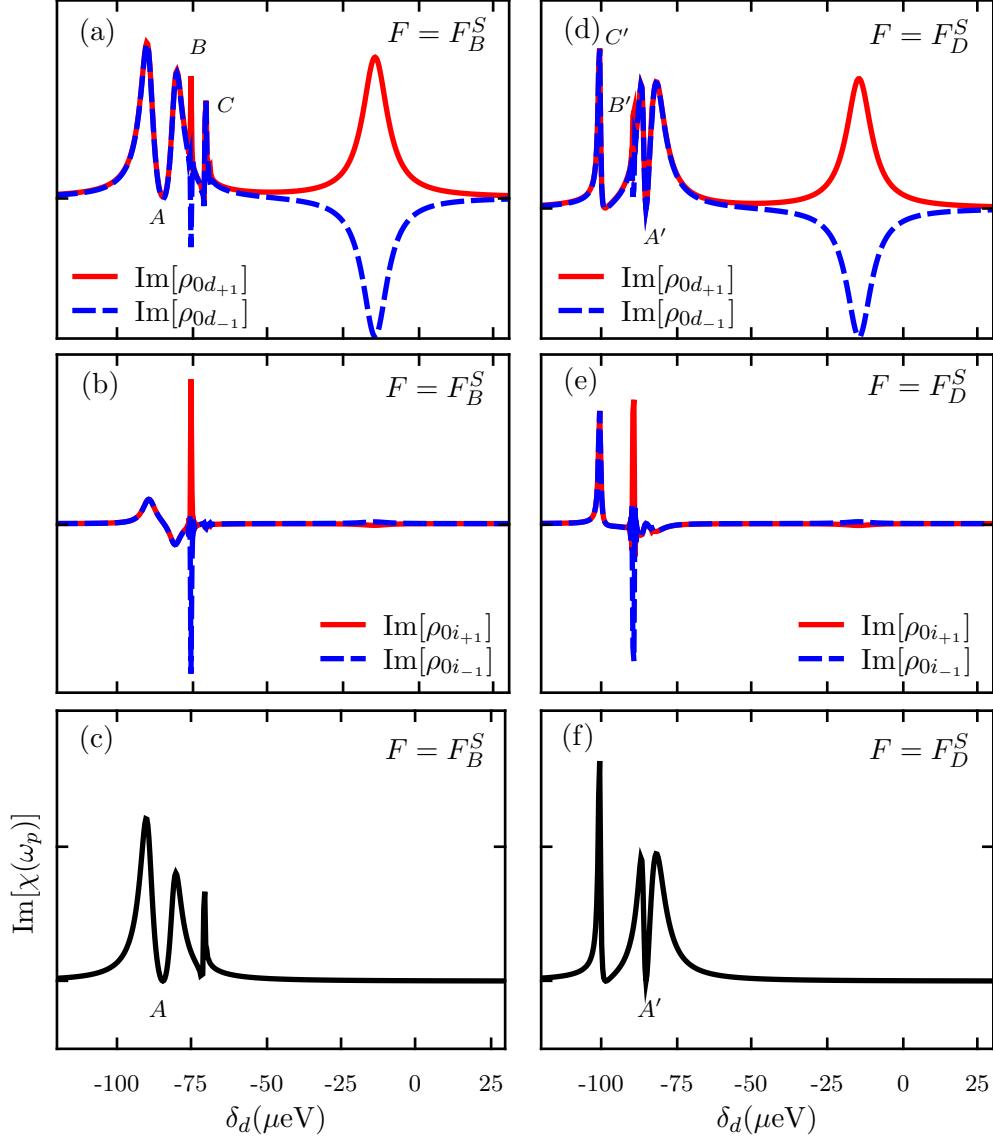 (a)
F = F_B^S
B
C
A
Im[ρ_{0d_{+1}}]
Im[ρ_{0d_{-1}}]
(d)
F = F_D^S
C′
B′
A′
Im[ρ_{0d_{+1}}]
Im[ρ_{0d_{-1}}]
(b)
F = F_B^S
Im[ρ_{0i_{+1}}]
Im[ρ_{0i_{-1}}]
(e)
F = F_D^S
Im[ρ_{0i_{+1}}]
Im[ρ_{0i_{-1}}]
(c)
F = F_B^S
Im[χ(ω_p)]
A
-100 -75 -50 -25 0 25
δ_d(μeV)
(f)
F = F_D^S
A′
-100 -75 -50 -25 0 25
δ_d(μeV)